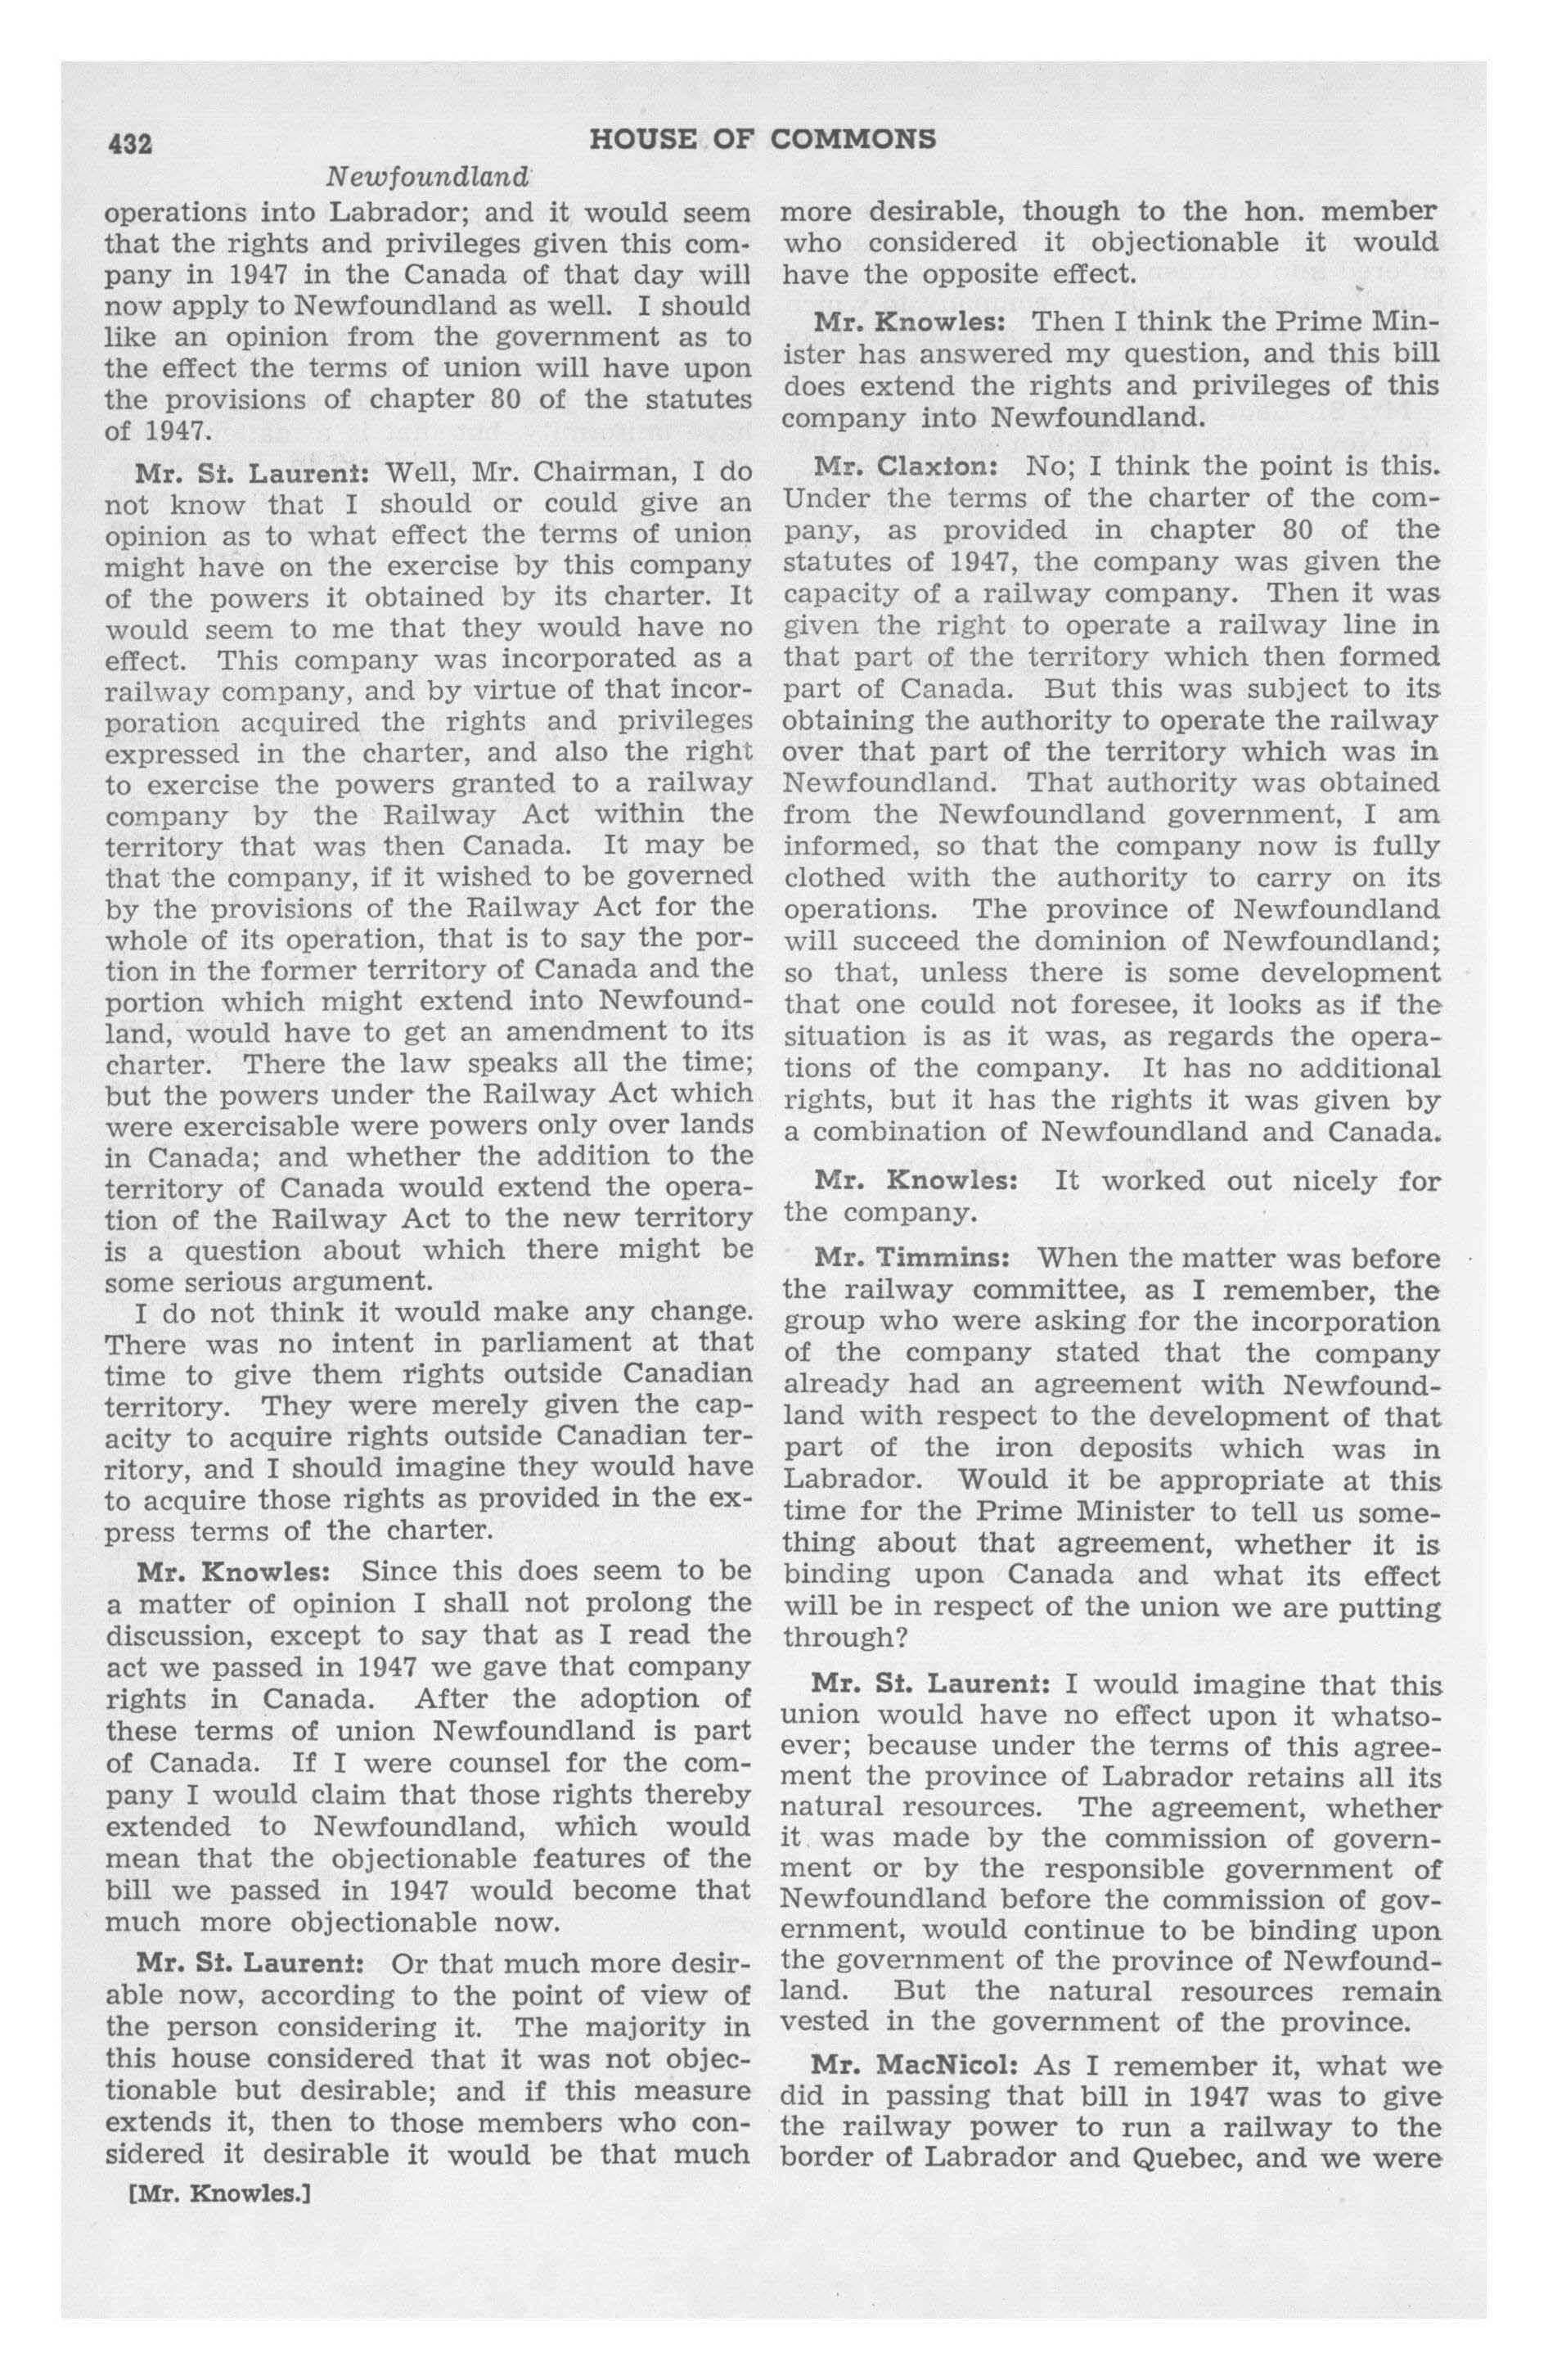 432
HOUSE OF COMMONS
Newfoundland
operations into Labrador; and it would seem
that the rights and privileges given this com-
pany in 1947 in the Canada of that day will
now apply to Newfoundland as well. I should
like an opinion from the government as to
the effect the terms of union will have upon
the provisions of chapter 80 of the statutes
of 1947.
Mr. St. Laurent: Well, Mr. Chairman, I do
not know that I should or could give an
opinion as to what effect the terms of union
might have on the exercise by this company
of the powers it obtained by its charter. It
would seem to me that they would have no
effect. This company was incorporated as a
railway company, and by virtue of that incor-
poration acquired the rights and privileges
expressed in the charter, and also the right
to exercise the powers granted to a railway
company by the Railway Act within the
territory that was then Canada. It may be
that the company, if it wished to be governed
by the provisions of the Railway Act for the
whole of its operation, that is to say the por-
tion in the former territory of Canada and the
portion which might extend into Newfound-
land, would have to get an amendment to its
charter. There the law speaks all the time;
but the powers under the Railway Act which
were exercisable were powers only over lands
in Canada; and whether the addition to the
territory of Canada would extend the opera-
tion of the Railway Act to the new territory
is a question about which there might be
some serious argument.
I do not think it would make any change.
There was no intent in parliament at that
time to give them rights outside Canadian
territory. They were merely given the cap-
acity to acquire rights outside Canadian ter-
ritory, and I should imagine they would have
to acquire those rights as provided in the ex-
press terms of the charter.
Mr. Knowles: Since this does seem to be
a matter of opinion I shall not prolong the
discussion, except to say that as I read the
act we passed in 1947 we gave that company
rights in Canada. After the adoption of
these terms of union Newfoundland is part
of Canada. If I were counsel for the com-
pany I would claim that those rights thereby
extended to Newfoundland, which would
mean that the objectionable features of the
bill we passed in 1947 would become that
much more objectionable now.
Mr. St. Laurent: Or that much more desir-
able now, according to the point of view of
the person considering it. The majority in
this house considered that it was not objec-
tionable but desirable; and if this measure
extends it, then to those members who con-
sidered it desirable it would be that much
[Mr. Knowles.]
more desirable, though to the hon. member
who considered it objectionable it would
have the opposite effect.
Mr. Knowles: Then I think the Prime Min-
ister has answered my question, and this bill
does extend the rights and privileges of this
company into Newfoundland.
Mr. Claxton: No; I think the point is this.
Under the terms of the charter of the com-
pany, as provided in chapter 80 of the
statutes of 1947, the company was given the
capacity of a railway company. Then it was
given the right to operate a railway line in
that part of the territory which then formed
part of Canada. But this was subject to its
obtaining the authority to operate the railway
over that part of the territory which was in
Newfoundland. That authority was obtained
from the Newfoundland government, I am
informed, so that the company now is fully
clothed with the authority to carry on its
operations. The province of Newfoundland
will succeed the dominion of Newfoundland;
so that, unless there is some development
that one could not foresee, it looks as if the
situation is as it was, as regards the opera-
tions of the company. It has no additional
rights, but it has the rights it was given by
a combination of Newfoundland and Canada.
Mr. Knowles: It worked out nicely for
the company.
Mr. Timmins: When the matter was before
the railway committee, as I remember, the
group who were asking for the incorporation
of the company stated that the company
already had an agreement with Newfound-
land with respect to the development of that
part of the iron deposits which was in
Labrador. Would it be appropriate at this
time for the Prime Minister to tell us some-
thing about that agreement, whether it is
binding upon Canada and what its effect
will be in respect of the union we are putting
through?
Mr. St. Laurent: I would imagine that this
union would have no effect upon it whatso-
ever; because under the terms of this agree-
ment the province of Labrador retains all its
natural resources. The agreement, whether
it was made by the commission of govern-
ment or by the responsible government of
Newfoundland before the commission of gov-
ernment, would continue to be binding upon
the government of the province of Newfound-
land. But the natural resources remain
vested in the government of the province.
Mr. MacNicol: As I remember it, what we
did in passing that bill in 1947 was to give
the railway power to run a railway to the
border of Labrador and Quebec, and we were